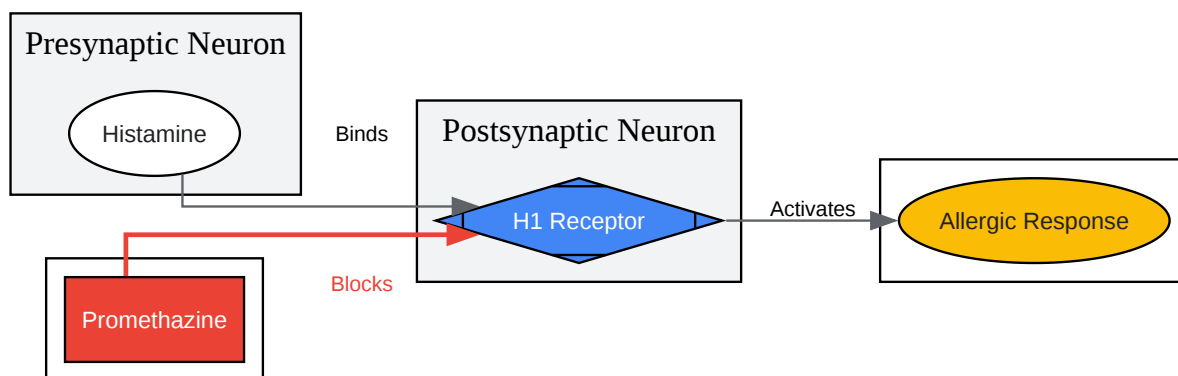 Presynaptic Neuron
Histamine
Binds
Postsynaptic Neuron
H1 Receptor
Activates
Allergic Response
Blocks
Promethazine